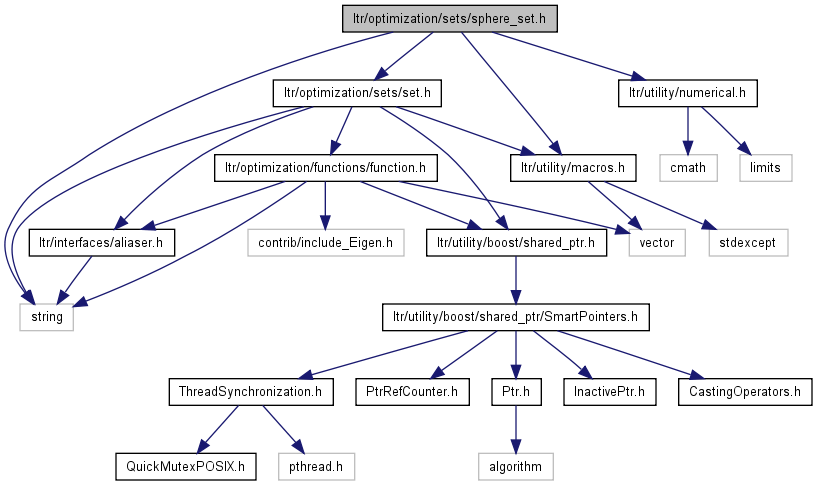 ltr/optimization/sets/sphere_set.h
ltr/optimization/sets/set.h
ltr/utility/numerical.h
ltr/optimization/functions/function.h
ltr/utility/macros.h
cmath
limits
ltr/interfaces/aliaser.h
contrib/include_Eigen.h
ltr/utility/boost/shared_ptr.h
vector
stdexcept
string
ltr/utility/boost/shared_ptr/SmartPointers.h
ThreadSynchronization.h
PtrRefCounter.h
Ptr.h
InactivePtr.h
CastingOperators.h
QuickMutexPOSIX.h
pthread.h
algorithm